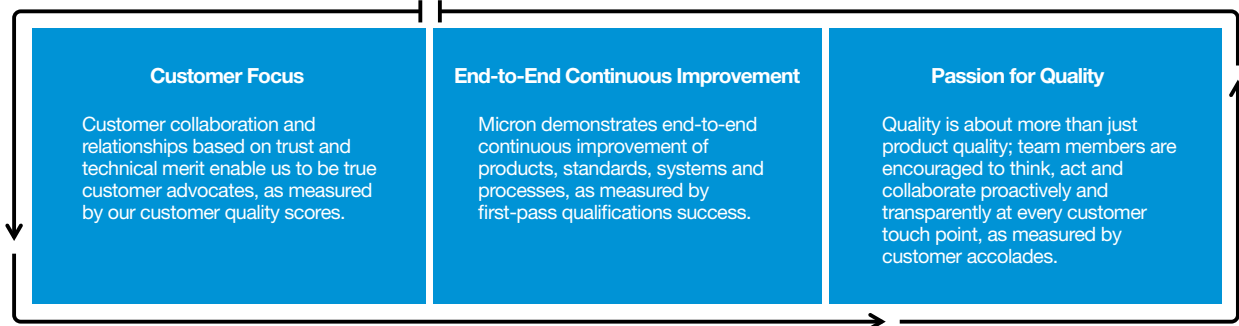 Customer Focus
Customer collaboration and
relationships based on trust and
technical merit enable us to be true
customer advocates, as measured
by our customer quality scores.
End-to-End Continuous Improvement
Micron demonstrates end-to-end
continuous improvement of
products, standards, systems and
processes, as measured by
first-pass qualifications success.
Passion for Quality
Quality is about more than just
product quality; team members are
encouraged to think, act and
collaborate proactively and
transparently at every customer
touch point, as measured by
customer accolades.